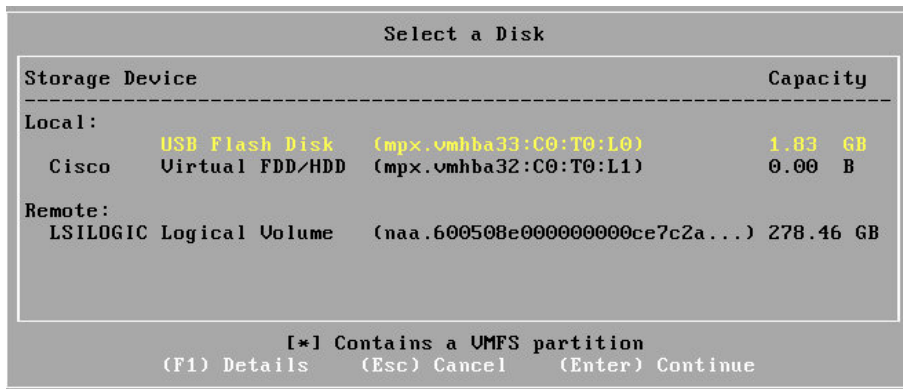 Select a Disk
Storage Device Capacity
--------------------------------------------------------------------
Local:
USB Flash Disk (mpx.vmhba33:C0:T0:L0) 1.83 GB
Cisco Virtual FDD/HDD (mpx.vmhba32:C0:T0:L1) 0.00 B
Remote:
LSILOGIC Logical Volume (naa.600508e000000000ce7c2a...) 278.46 GB
[*] Contains a VMFS partition
(F1) Details (Esc) Cancel (Enter) Continue